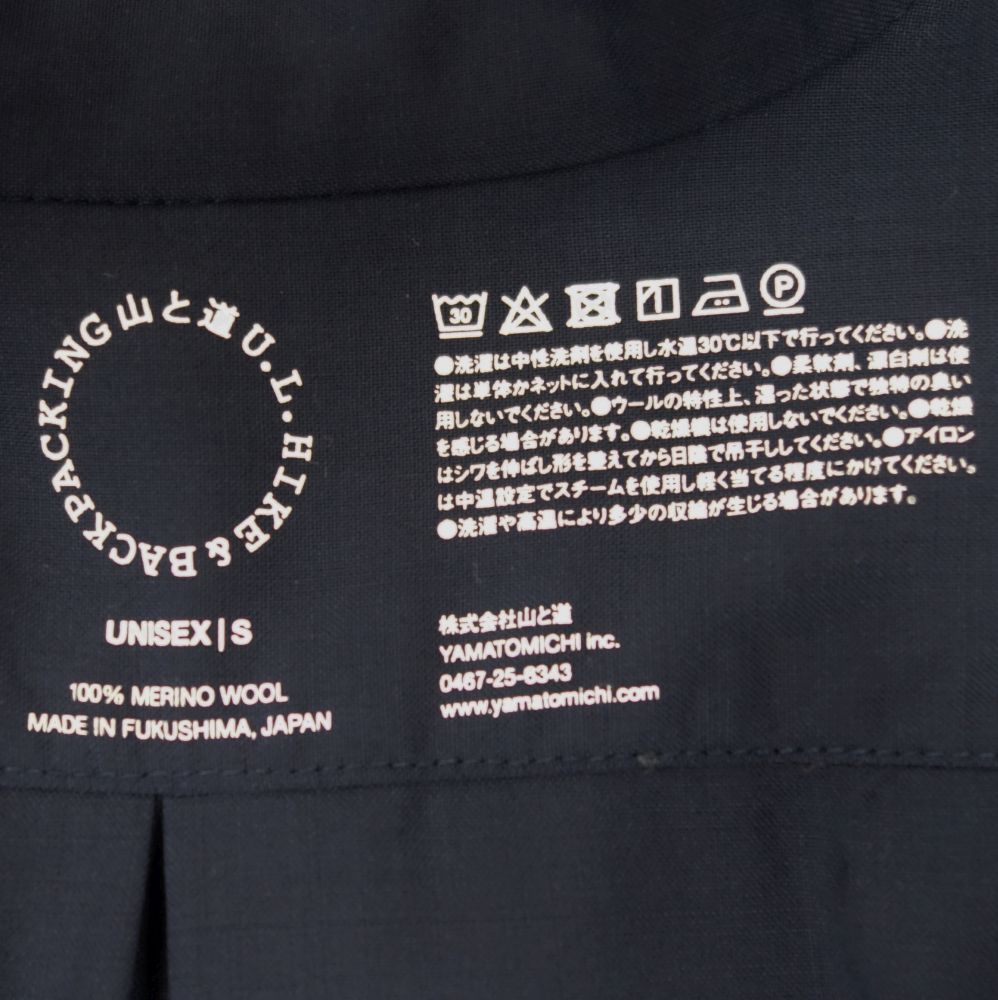 山と道 U.L. HIKE & BACKPACKING
UNISEX | S
100% MERINO WOOL
MADE IN FUKUSHIMA, JAPAN
30
P
●洗濯は中性洗剤を使用し水温30℃以下で行ってください。●洗
濯は単体かネットに入れて行ってください。●柔軟剤、漂白剤は使
用しないでください。●ウールの特性上、湿った状態で独特の臭い
を感じる場合があります。●乾燥機は使用しないでください。●乾燥
はシワを伸ばし形を整えてから日陰で吊干ししてください。●アイロン
は中温設定でスチームを使用し軽く当てる程度にかけてください。
●洗濯や高温により多少の収縮が生じる場合があります。
株式会社山と道
YAMATOMICHI inc.
0467-25-8343
www.yamatomichi.com